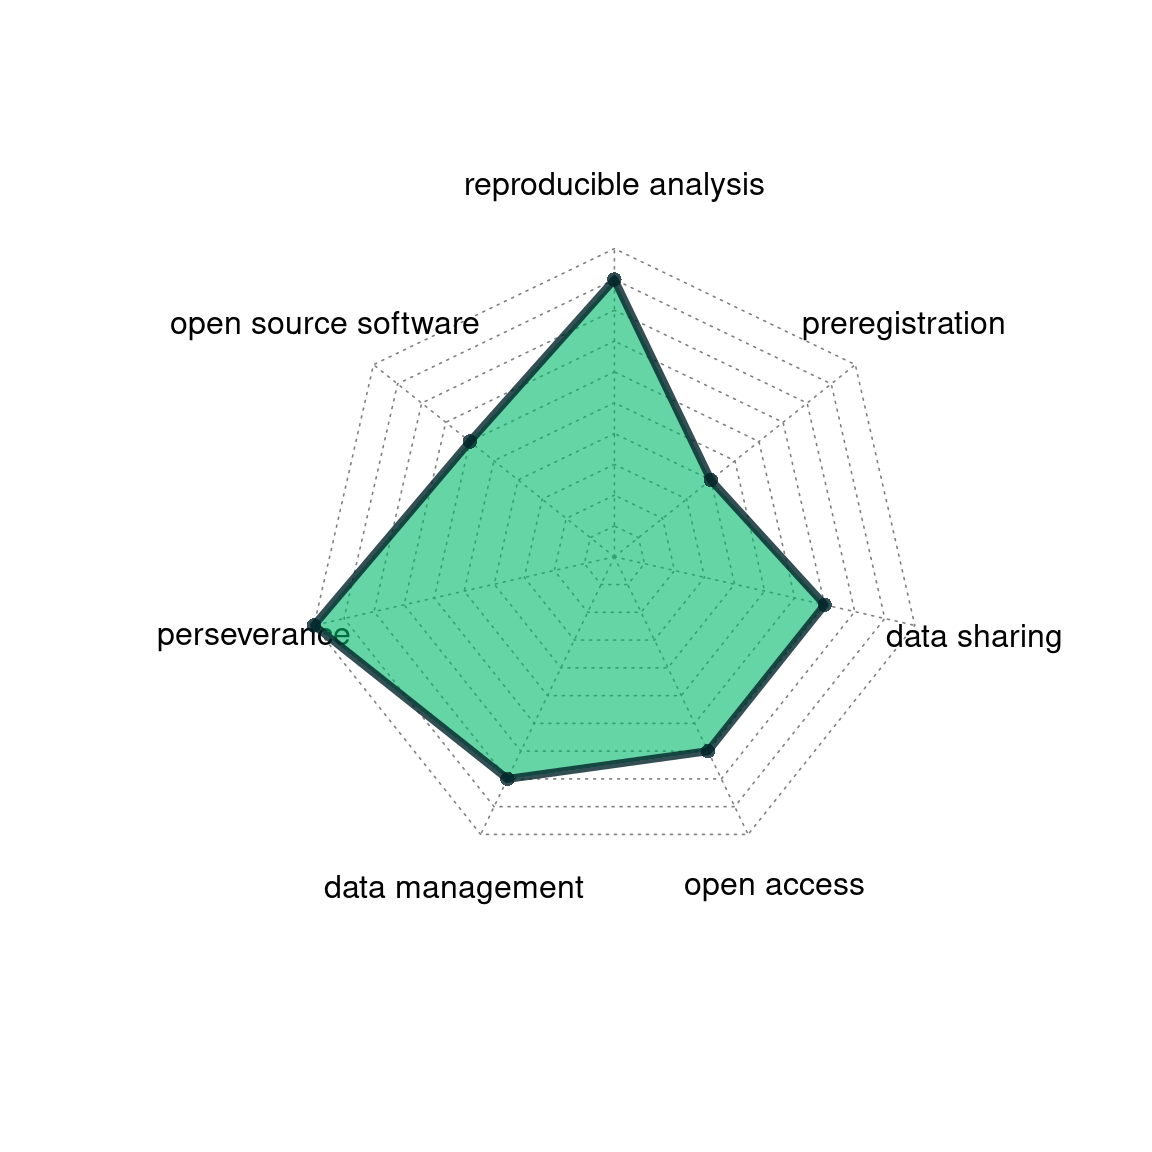 reproducible analysis
open source software
preregistration
perseverance
data sharing
data management
open access